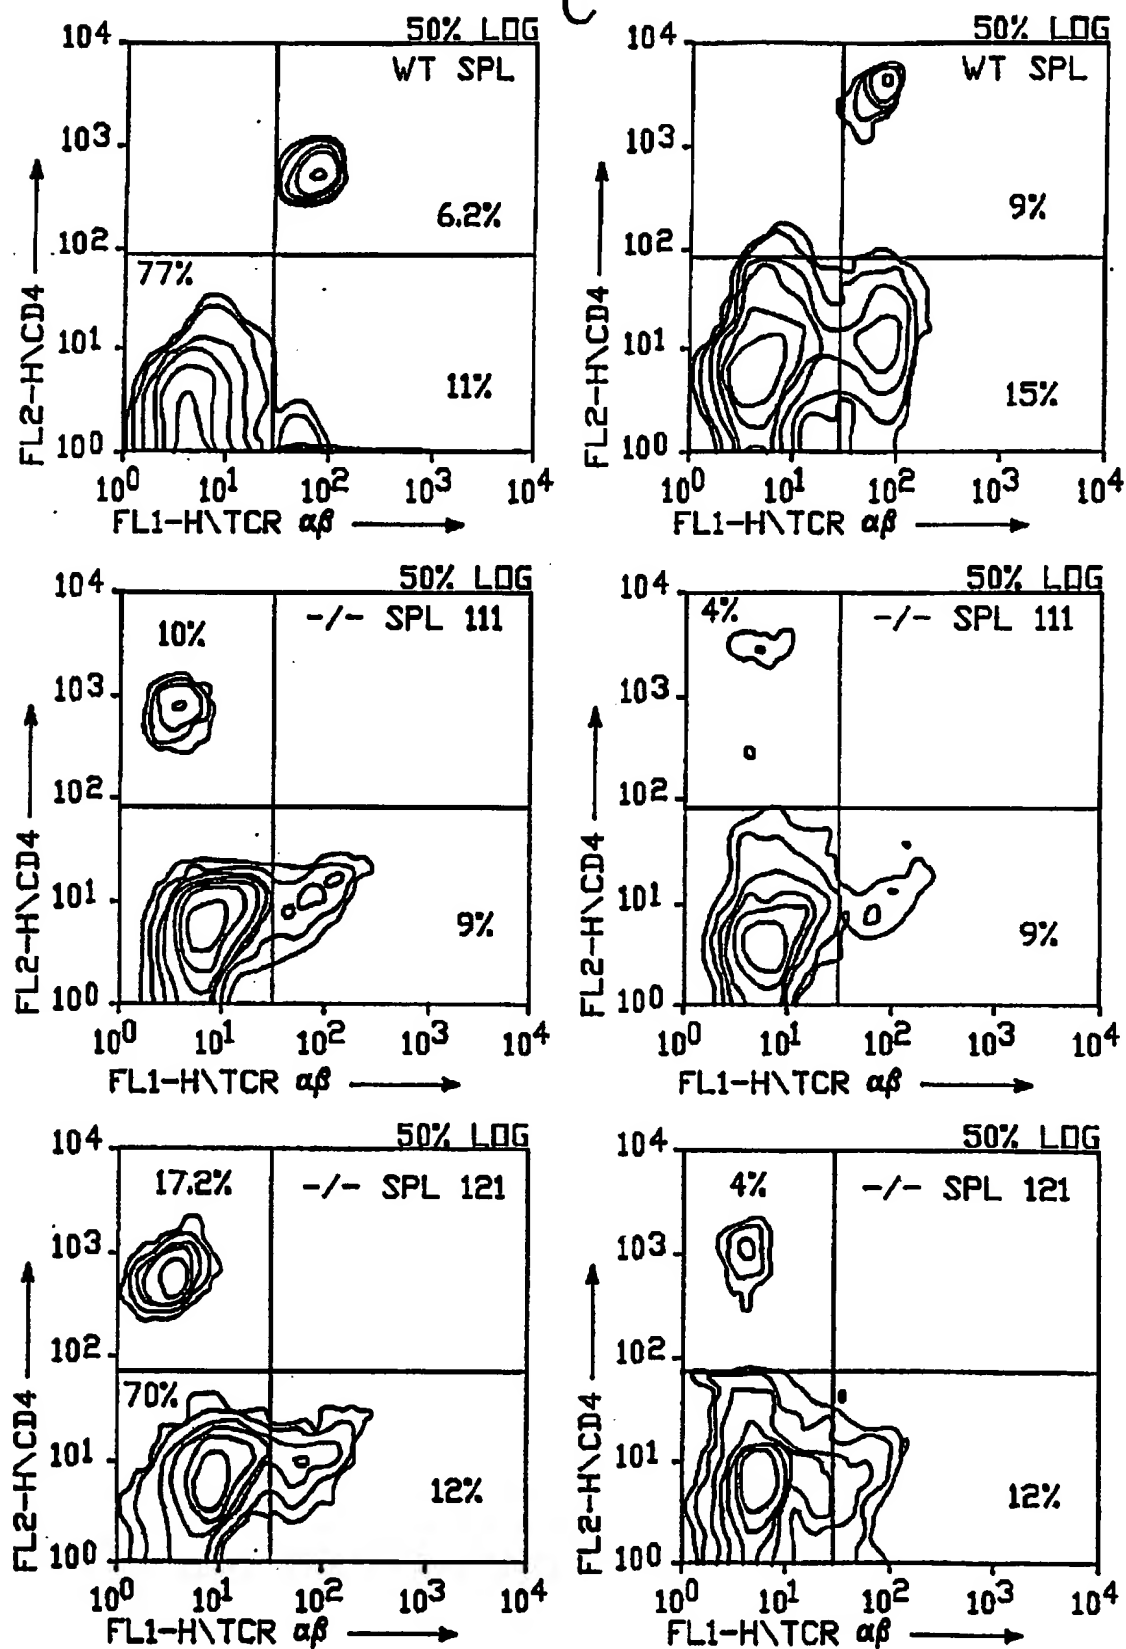 C
50% LOG
WT SPL
10⁴
10³
10²
10¹
10⁰
6.2%
77%
11%
FL2-H\CD4
10⁰ 10¹ 10² 10³ 10⁴
FL1-H\TCR αβ
50% LOG
WT SPL
10⁴
10³
10²
10¹
10⁰
9%
15%
FL2-H\CD4
10⁰ 10¹ 10² 10³ 10⁴
FL1-H\TCR αβ
50% LOG
-/- SPL 111
10⁴
10³
10²
10¹
10⁰
10%
9%
FL2-H\CD4
10⁰ 10¹ 10² 10³ 10⁴
FL1-H\TCR αβ
50% LOG
-/- SPL 111
10⁴
10³
10²
10¹
10⁰
4%
9%
FL2-H\CD4
10⁰ 10¹ 10² 10³ 10⁴
FL1-H\TCR αβ
50% LOG
-/- SPL 121
10⁴
10³
10²
10¹
10⁰
17.2%
70%
12%
FL2-H\CD4
10⁰ 10¹ 10² 10³ 10⁴
FL1-H\TCR αβ
50% LOG
-/- SPL 121
10⁴
10³
10²
10¹
10⁰
4%
12%
FL2-H\CD4
10⁰ 10¹ 10² 10³ 10⁴
FL1-H\TCR αβ